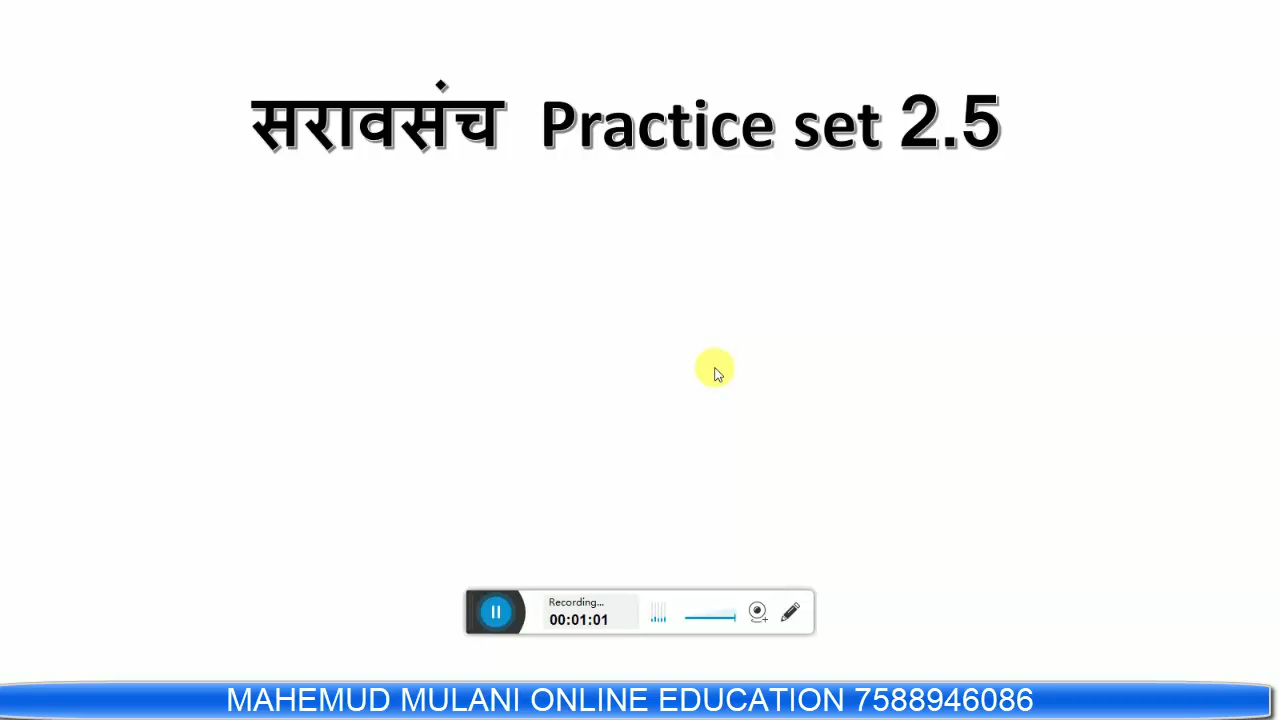 सरावसंच Practice set 2.5
Recording...
00:01:01
MAHEMUD MULANI ONLINE EDUCATION 7588946086